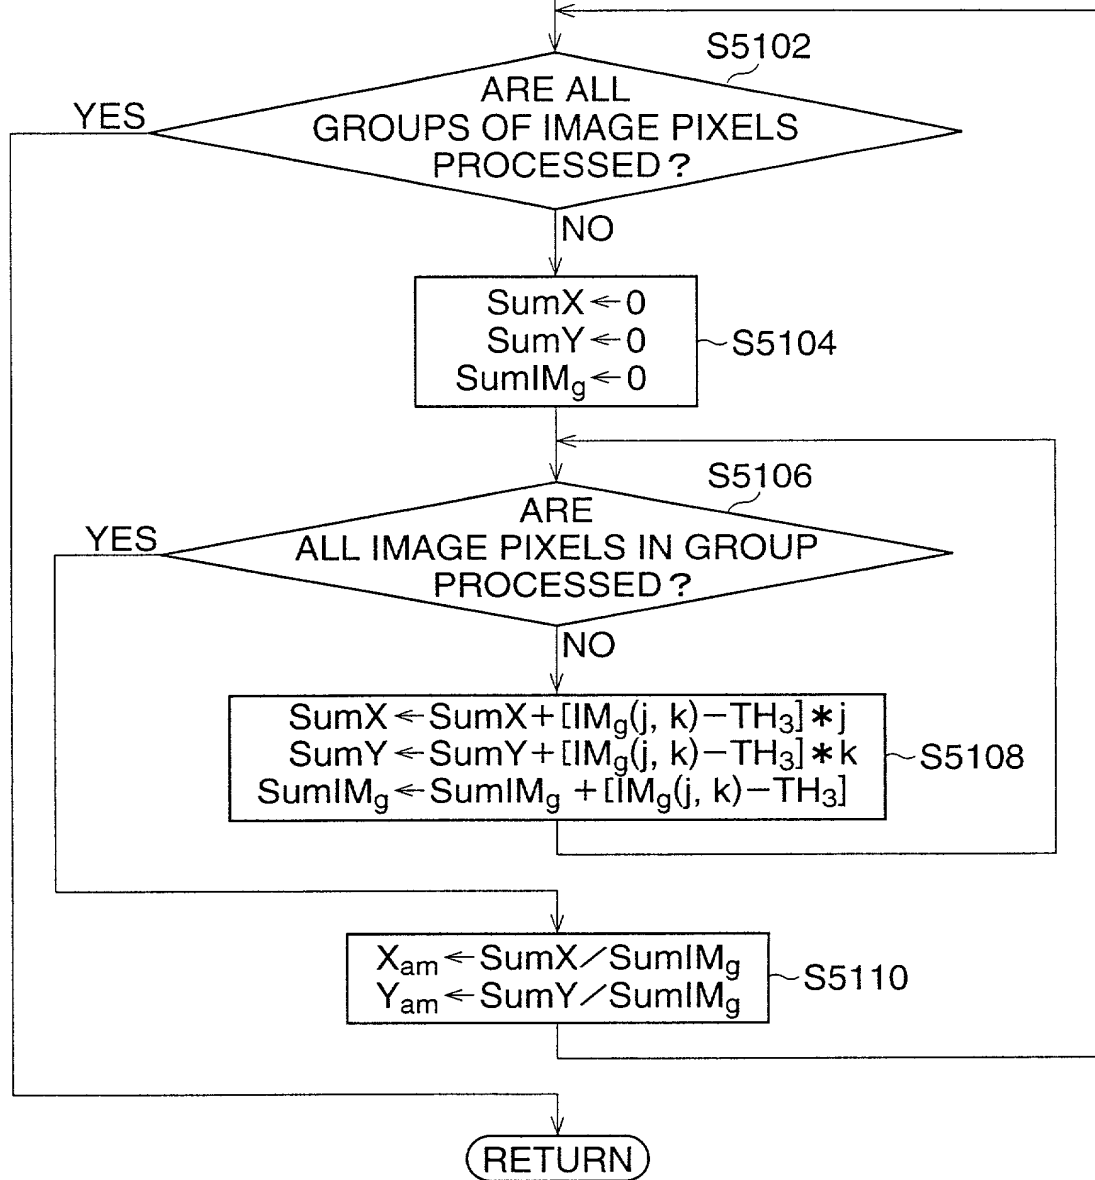 S5102
ARE ALL
GROUPS OF IMAGE PIXELS
PROCESSED?
YES
NO
SumX←0
SumY←0
SumIMg←0
S5104
S5106
ARE
ALL IMAGE PIXELS IN GROUP
PROCESSED?
YES
NO
SumX←SumX+[IMg(j, k)−TH3]*j
SumY←SumY+[IMg(j, k)−TH3]*k
SumIMg←SumIMg+[IMg(j, k)−TH3]
S5108
Xam←SumX/SumIMg
Yam←SumY/SumIMg
S5110
RETURN